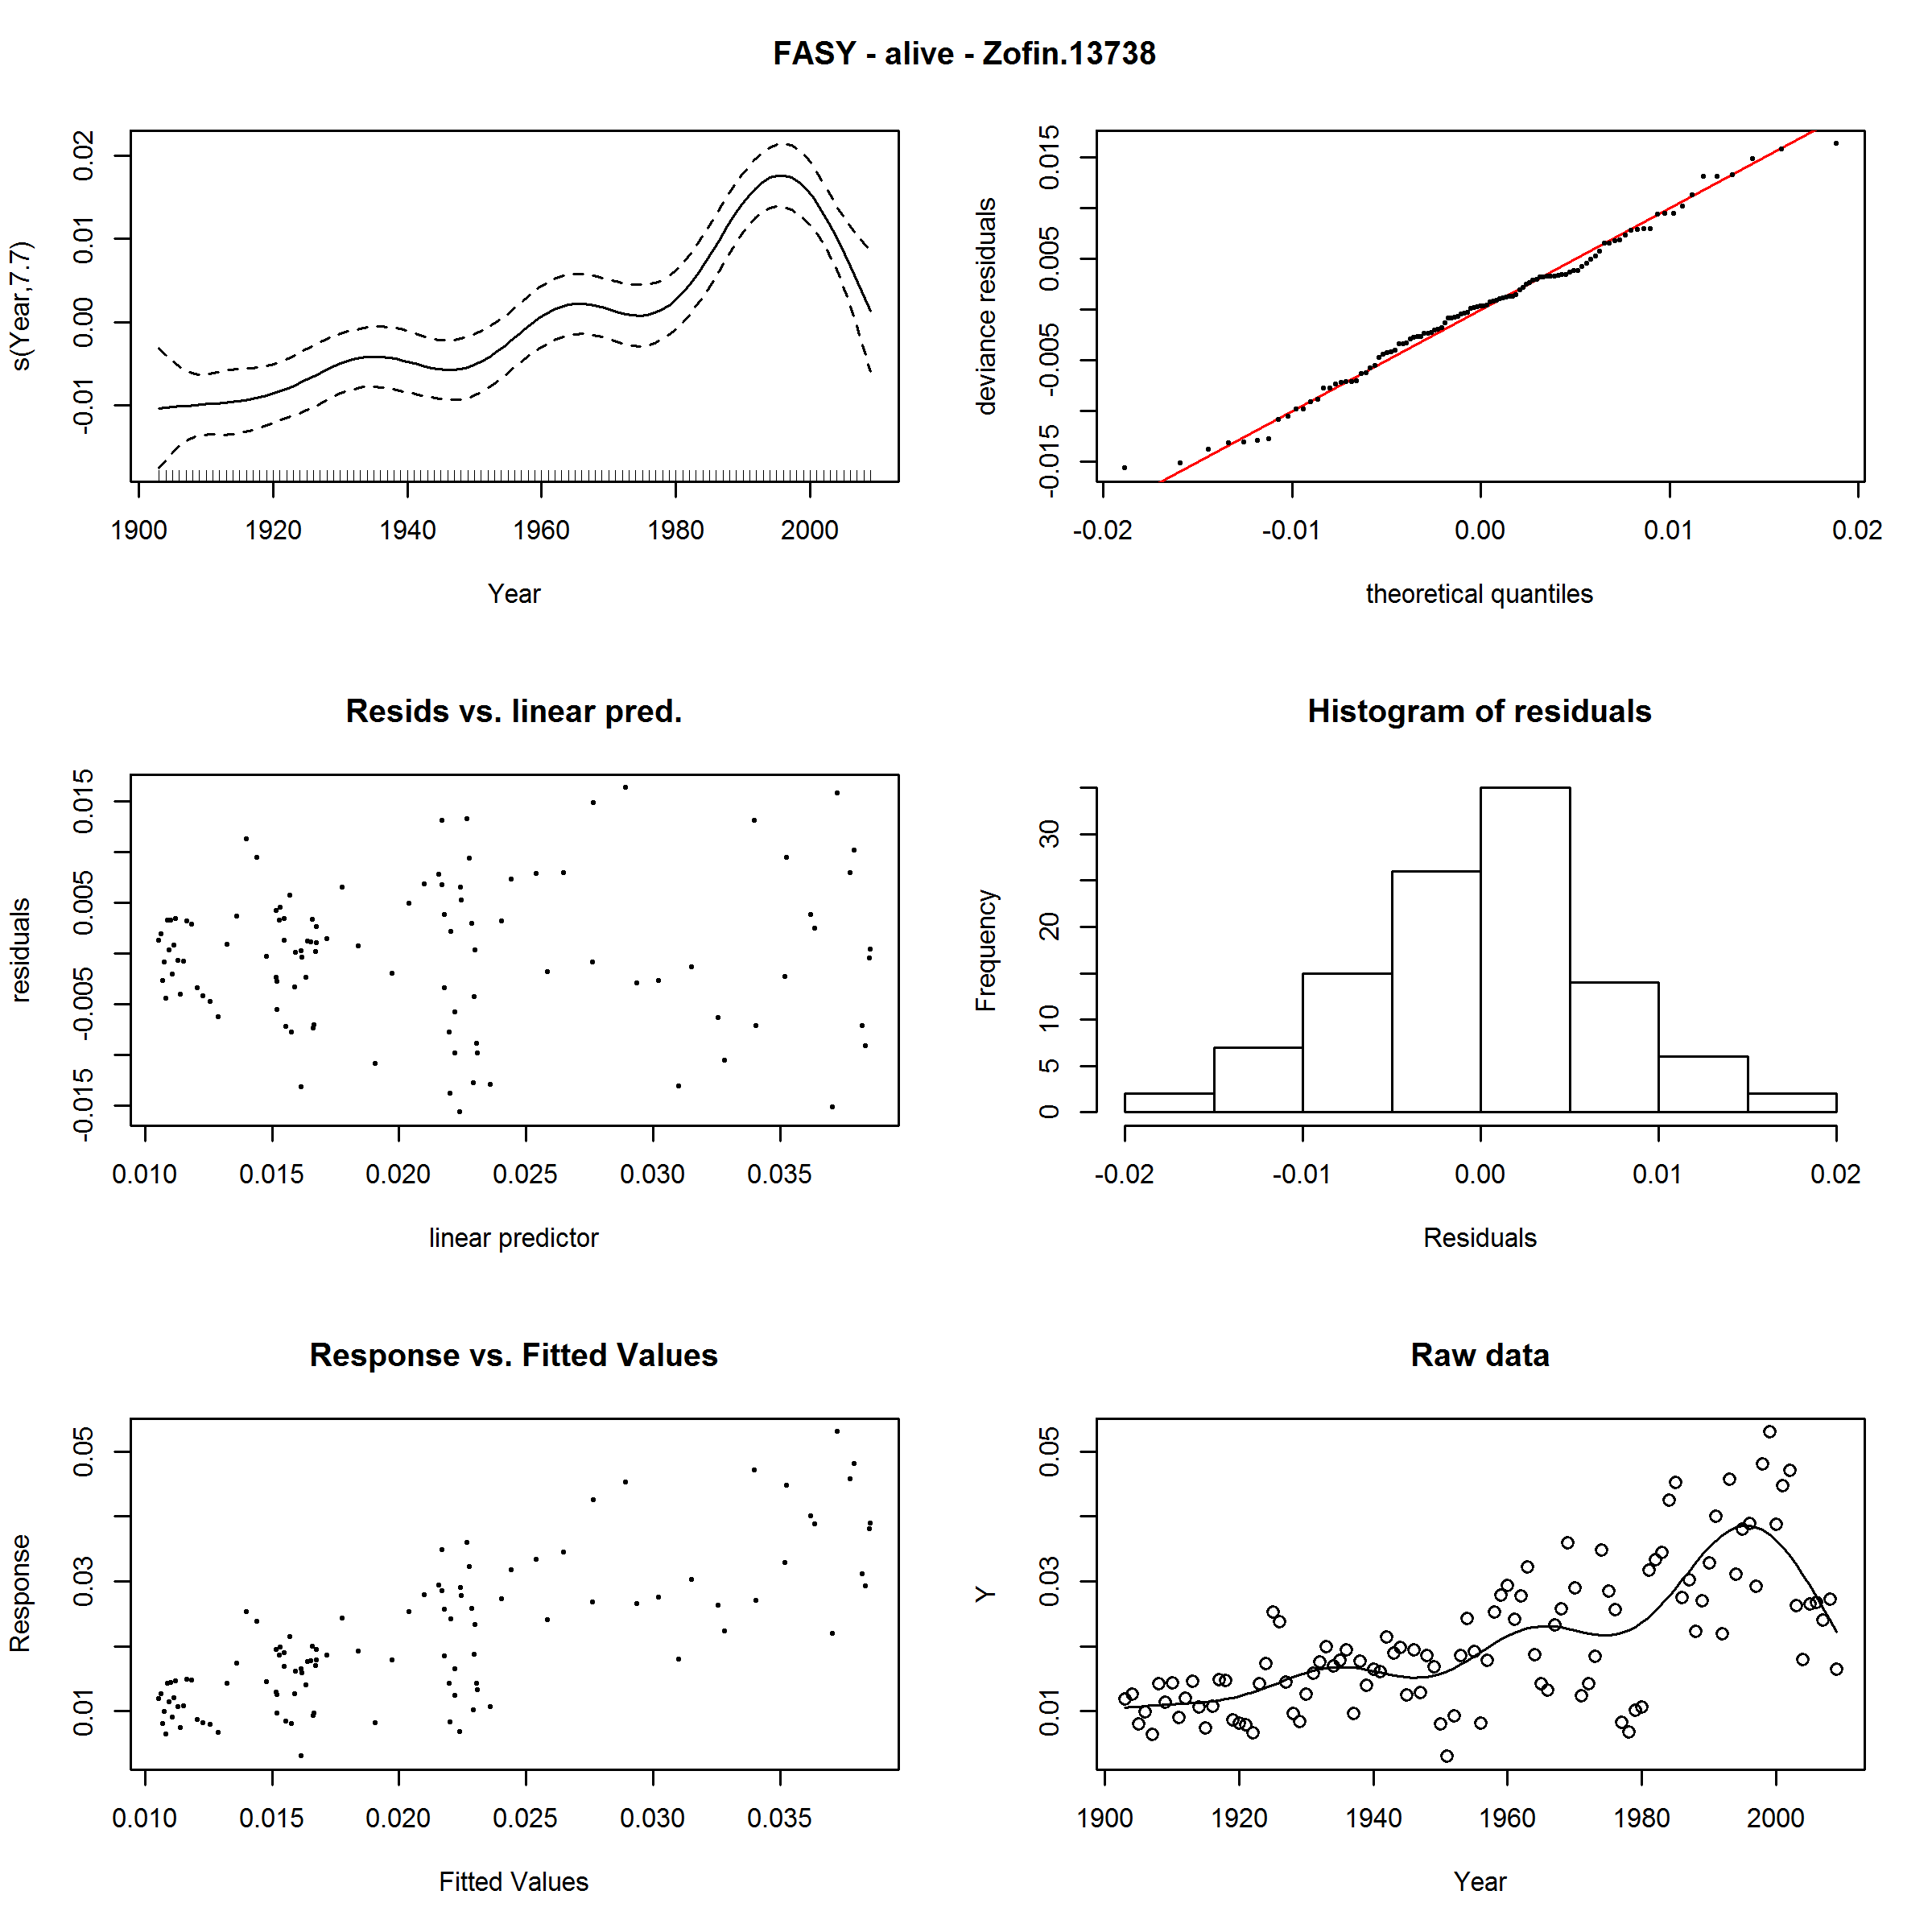 FASY - alive - Zofin.13738
s(Year,7.7)
0.02
0.01
0.00
-0.01
1900 1920 1940 1960 1980 2000
Year
deviance residuals
0.015
0.005
-0.005
-0.015
-0.02 -0.01 0.00 0.01 0.02
theoretical quantiles
Resids vs. linear pred.
residuals
0.015
0.005
-0.005
-0.015
0.010 0.015 0.020 0.025 0.030 0.035
linear predictor
Histogram of residuals
Frequency
30
20
10
5
0
-0.02 -0.01 0.00 0.01 0.02
Residuals
Response vs. Fitted Values
Response
0.05
0.03
0.01
0.010 0.015 0.020 0.025 0.030 0.035
Fitted Values
Raw data
Y
0.05
0.03
0.01
1900 1920 1940 1960 1980 2000
Year